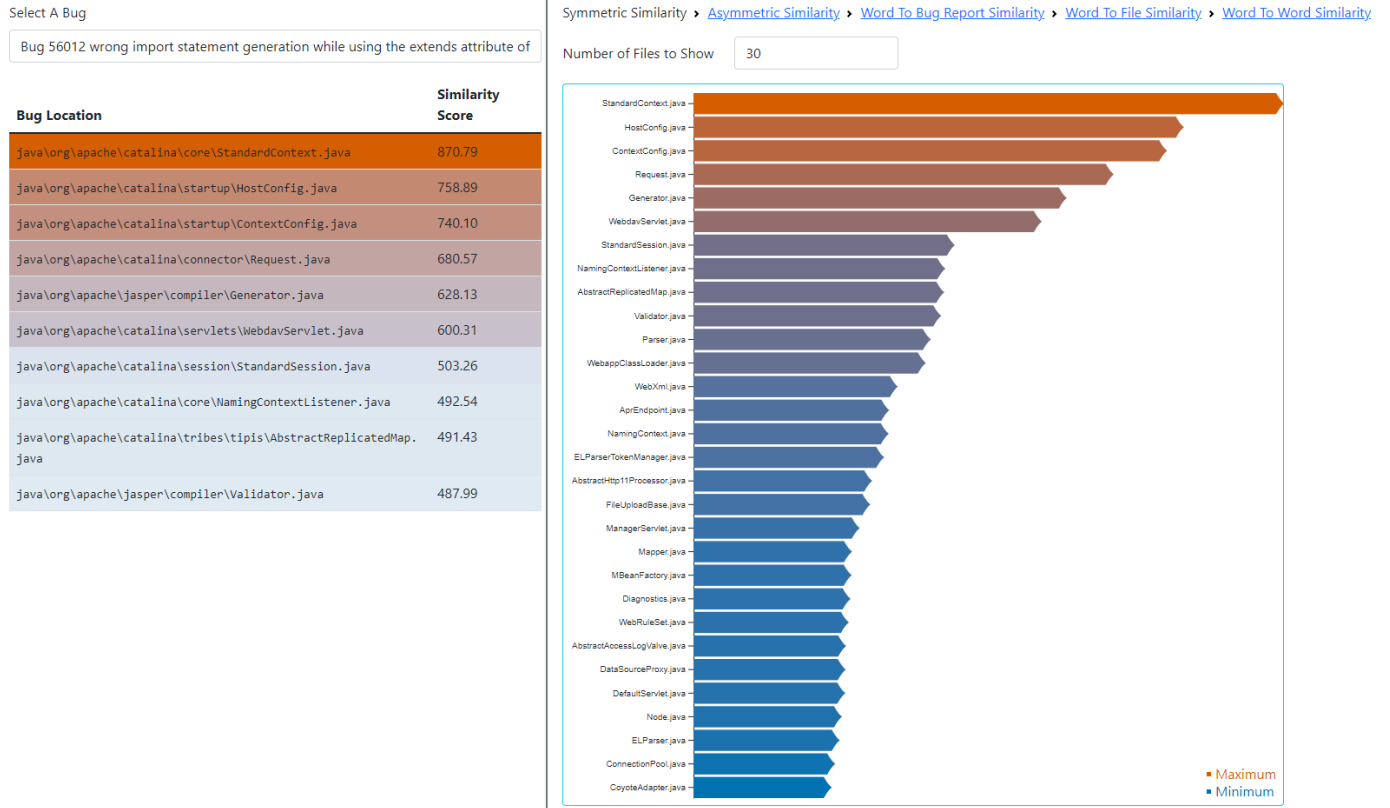 Select A Bug
Bug 56012 wrong import statement generation while using the extends attribute of
Bug Location
Similarity
Score
java\org\apache\catalina\core\StandardContext.java 870.79
java\org\apache\catalina\startup\HostConfig.java 758.89
java\org\apache\catalina\startup\ContextConfig.java 740.10
java\org\apache\catalina\connector\Request.java 680.57
java\org\apache\jasper\compiler\Generator.java 628.13
java\org\apache\catalina\servlets\WebdavServlet.java 600.31
java\org\apache\catalina\session\StandardSession.java 503.26
java\org\apache\catalina\core\NamingContextListener.java 492.54
java\org\apache\catalina\tribes\tipis\AbstractReplicatedMap. 491.43
java
java\org\apache\jasper\compiler\Validator.java 487.99
Symmetric Similarity › Asymmetric Similarity › Word To Bug Report Similarity › Word To File Similarity › Word To Word Similarity
Number of Files to Show 30
StandardContext.java
HostConfig.java
ContextConfig.java
Request.java
Generator.java
WebdavServlet.java
StandardSession.java
NamingContextListener.java
AbstractReplicatedMap.java
Validator.java
Parser.java
WebappClassLoader.java
WebXml.java
AprEndpoint.java
NamingContext.java
ELParserTokenManager.java
AbstractHttp11Processor.java
FileUploadBase.java
ManagerServlet.java
Mapper.java
MBeanFactory.java
Diagnostics.java
WebRuleSet.java
AbstractAccessLogValve.java
DataSourceProxy.java
DefaultServlet.java
Node.java
ELParser.java
ConnectionPool.java
CoyoteAdapter.java
Maximum
Minimum